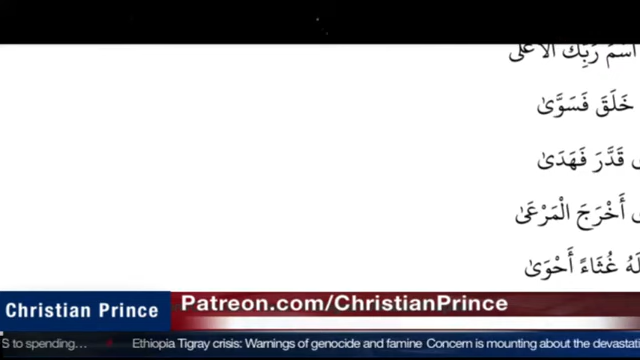 اسْمَ رَبِّكَ الْأَعْلَى
خَلَقَ فَسَوَّىٰ
قَدَّرَ فَهَدَىٰ
أَخْرَجَ الْمَرْعَىٰ
غُثَاءً أَحْوَىٰ
Christian Prince
Patreon.com/ChristianPrince
S to spending... Ethiopia Tigray crisis: Warnings of genocide and famine Concern is mounting about the devastati